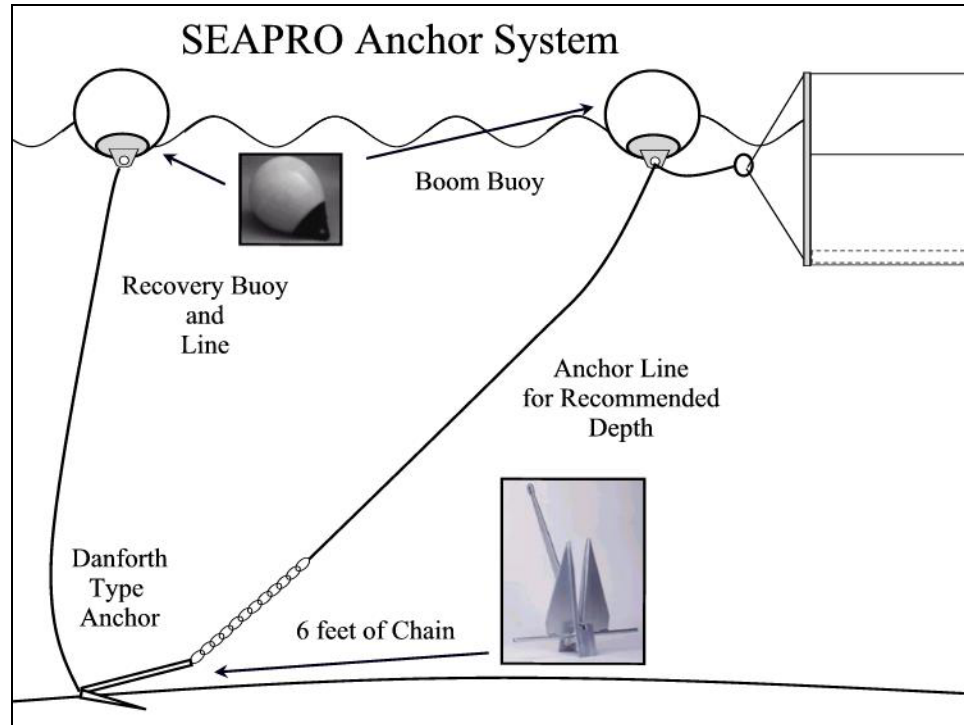 SEAPRO Anchor System
Boom Buoy
Recovery Buoy
and
Line
Anchor Line
for Recommended
Depth
Danforth
Type
Anchor
6 feet of Chain